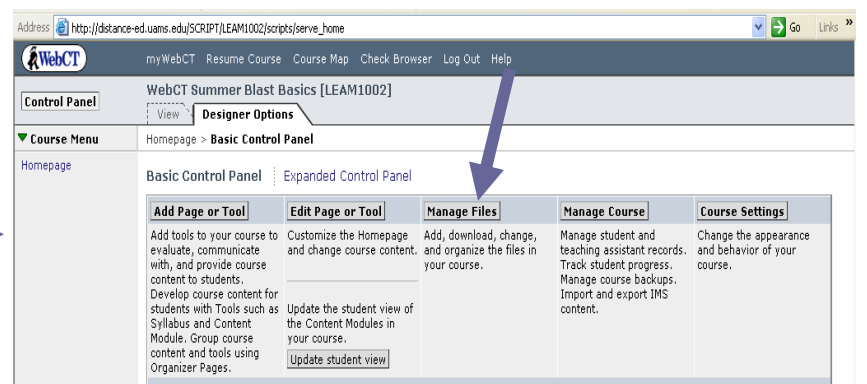 Address http://distance-ed.uams.edu/SCRIPT/LEAM1002/scripts/serve_home Go Links »
WebCT myWebCT Resume Course Course Map Check Browser Log Out Help
Control Panel
WebCT Summer Blast Basics [LEAM1002]
View Designer Options
Course Menu
Homepage > Basic Control Panel
Homepage
Basic Control Panel Expanded Control Panel
Add Page or Tool
Add tools to your course to
evaluate, communicate
with, and provide course
content to students.
Develop course content for
students with Tools such as
Syllabus and Content
Module. Group course
content and tools using
Organizer Pages.
Edit Page or Tool
Customize the Homepage
and change course content.
Update the student view of
the Content Modules in
your course.
Update student view
Manage Files
Add, download, change,
and organize the files in
your course.
Manage Course
Manage student and
teaching assistant records.
Track student progress.
Manage course backups.
Import and export IMS
content.
Course Settings
Change the appearance
and behavior of your
course.